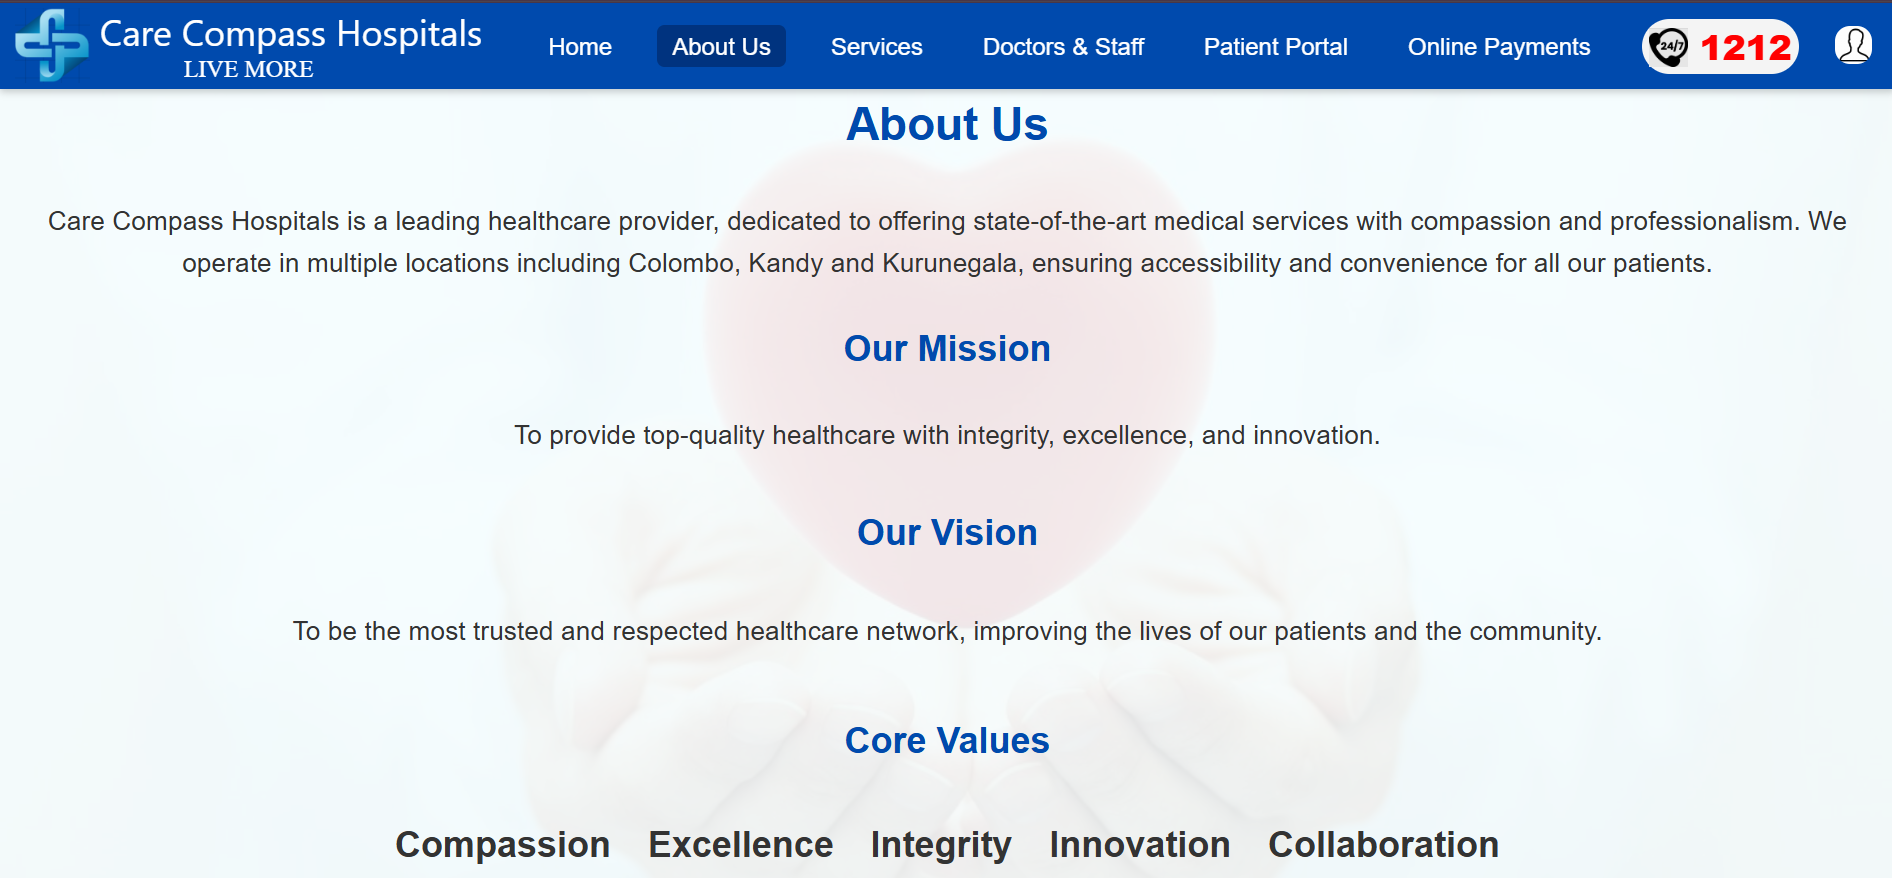 Care Compass Hospitals
LIVE MORE
Home
About Us
Services
Doctors & Staff
Patient Portal
Online Payments
24/7
1212
About Us
Care Compass Hospitals is a leading healthcare provider, dedicated to offering state-of-the-art medical services with compassion and professionalism. We
operate in multiple locations including Colombo, Kandy and Kurunegala, ensuring accessibility and convenience for all our patients.
Our Mission
To provide top-quality healthcare with integrity, excellence, and innovation.
Our Vision
To be the most trusted and respected healthcare network, improving the lives of our patients and the community.
Core Values
Compassion Excellence Integrity Innovation Collaboration